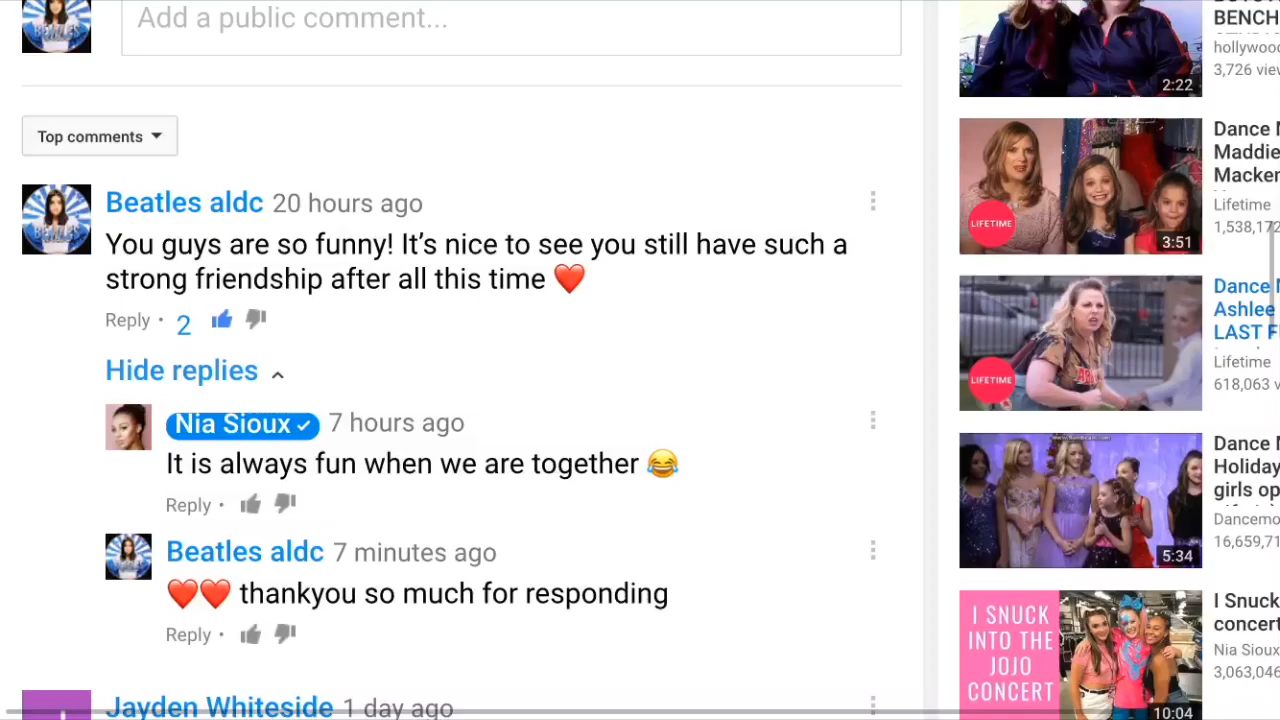 Add a public comment...
Top comments
Beatles aldc 20 hours ago
You guys are so funny! It’s nice to see you still have such a
strong friendship after all this time ❤️
Reply • 2
Hide replies
Nia Sioux ✓ 7 hours ago
It is always fun when we are together 😂
Reply •
Beatles aldc 7 minutes ago
❤️❤️ thankyou so much for responding
Reply •
Jayden Whiteside 1 day ago
BENCH
hollywood
3,726 view
2:22
Dance M
Maddie
Macken
Lifetime
1,538,172
LIFETIME
3:51
Dance M
Ashlee
LAST F
Lifetime
618,063 v
LIFETIME
Dance M
Holiday
girls op
Dancemo
16,659,71
5:34
I SNUCK
INTO THE
JOJO
CONCERT
10:04
I Snuck
concert
Nia Sioux
3,063,046